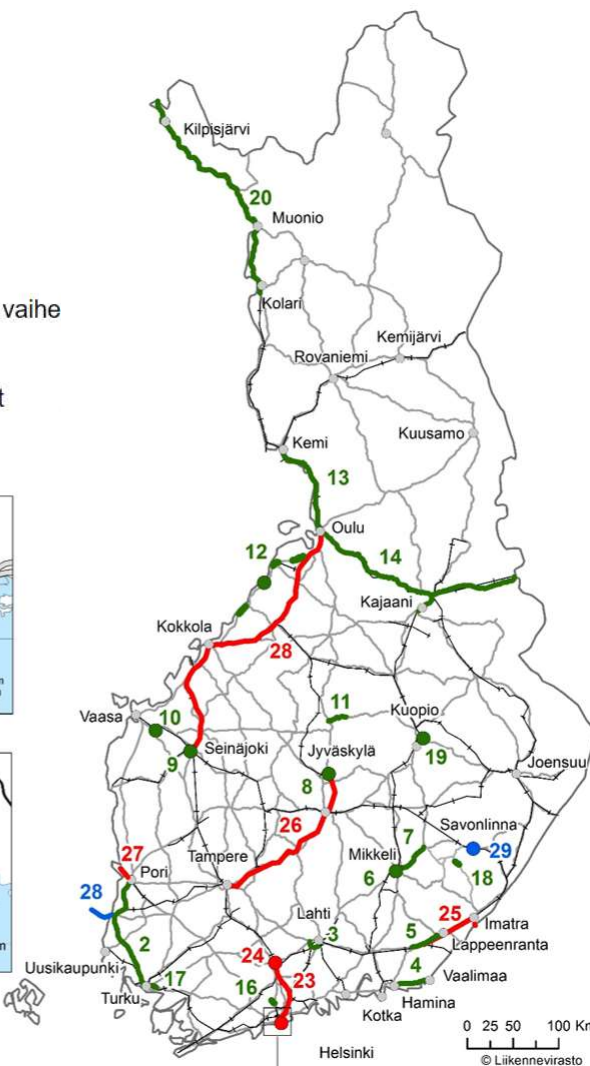 Kilpisjärvi
20
Muonio
Kolari
vaihe
Kemijärvi
Rovaniemi
t
Kuusamo
Kemi
13
Oulu
12
14
Kajaani
Kokkola
28
11
Kuopio
Vaasa
10
Seinäjoki
9
Jyväskylä
19
Joensuu
8
26
Savonlinna
7
29
27
Tampere
Mikkeli
Pori
6
18
28
25
Imatra
Lahti
3
5
Lappeenranta
2
24
4
Vaalimaa
Uusikaupunki
17
16
23
Hamina
Turku
Kotka
0 25 50 100 Km
Helsinki
© Liikennevirasto